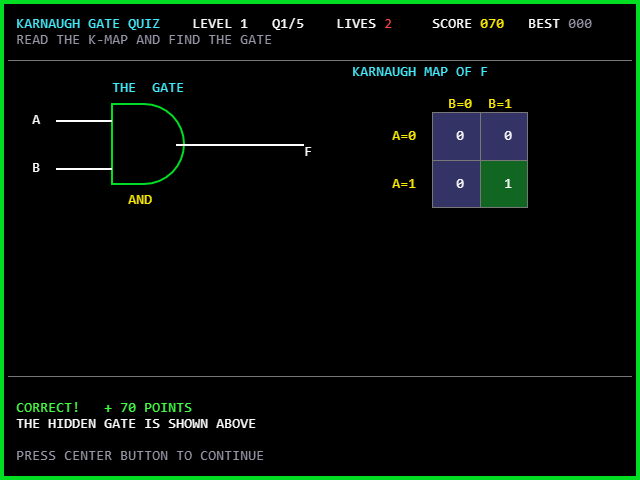 KARNAUGH GATE QUIZ LEVEL 1 Q1/5 LIVES 2 SCORE 070 BEST 000
READ THE K-MAP AND FIND THE GATE
KARNAUGH MAP OF F
THE GATE
B=0 B=1
A
A=0 0 0
F
B
A=1 0 1
AND
CORRECT! + 70 POINTS
THE HIDDEN GATE IS SHOWN ABOVE
PRESS CENTER BUTTON TO CONTINUE